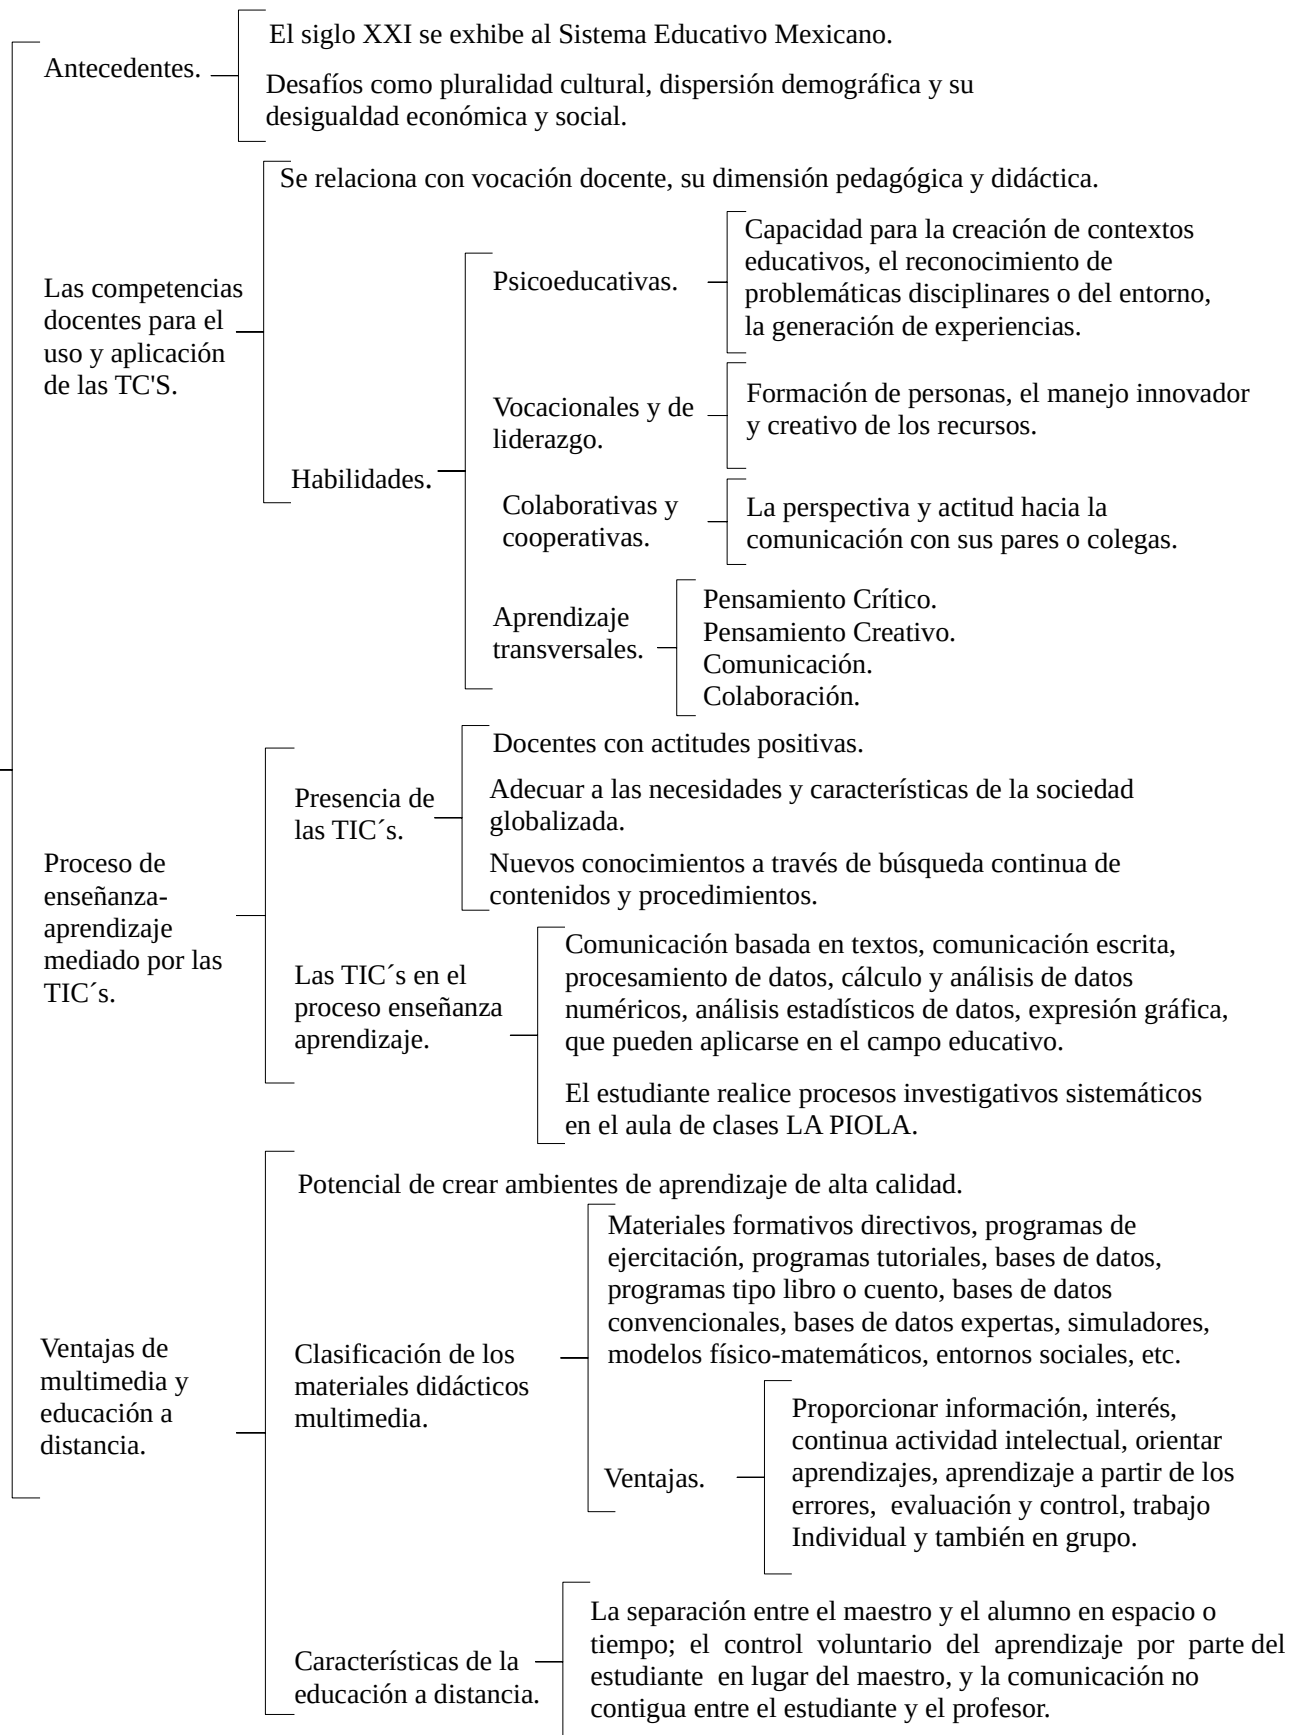 El siglo XXI se exhibe al Sistema Educativo Mexicano.
Antecedentes.
Desafíos como pluralidad cultural, dispersión demográfica y su
desigualdad económica y social.
Se relaciona con vocación docente, su dimensión pedagógica y didáctica.
Las competencias
docentes para el
uso y aplicación
de las TC'S.
Habilidades.
Psicoeducativas.
Capacidad para la creación de contextos
educativos, el reconocimiento de
problemáticas disciplinares o del entorno,
la generación de experiencias.
Vocacionales y de
liderazgo.
Formación de personas, el manejo innovador
y creativo de los recursos.
Colaborativas y
cooperativas.
La perspectiva y actitud hacia la
comunicación con sus pares o colegas.
Aprendizaje
transversales.
Pensamiento Crítico.
Pensamiento Creativo.
Comunicación.
Colaboración.
Proceso de
enseñanza-
aprendizaje
mediado por las
TIC´s.
Presencia de
las TIC´s.
Docentes con actitudes positivas.
Adecuar a las necesidades y características de la sociedad
globalizada.
Nuevos conocimientos a través de búsqueda continua de
contenidos y procedimientos.
Las TIC´s en el
proceso enseñanza
aprendizaje.
Comunicación basada en textos, comunicación escrita,
procesamiento de datos, cálculo y análisis de datos
numéricos, análisis estadísticos de datos, expresión gráfica,
que pueden aplicarse en el campo educativo.
El estudiante realice procesos investigativos sistemáticos
en el aula de clases LA PIOLA.
Ventajas de
multimedia y
educación a
distancia.
Potencial de crear ambientes de aprendizaje de alta calidad.
Clasificación de los
materiales didácticos
multimedia.
Materiales formativos directivos, programas de
ejercitación, programas tutoriales, bases de datos,
programas tipo libro o cuento, bases de datos
convencionales, bases de datos expertas, simuladores,
modelos físico-matemáticos, entornos sociales, etc.
Ventajas.
Proporcionar información, interés,
continua actividad intelectual, orientar
aprendizajes, aprendizaje a partir de los
errores, evaluación y control, trabajo
Individual y también en grupo.
Características de la
educación a distancia.
La separación entre el maestro y el alumno en espacio o
tiempo; el control voluntario del aprendizaje por parte del
estudiante en lugar del maestro, y la comunicación no
contigua entre el estudiante y el profesor.